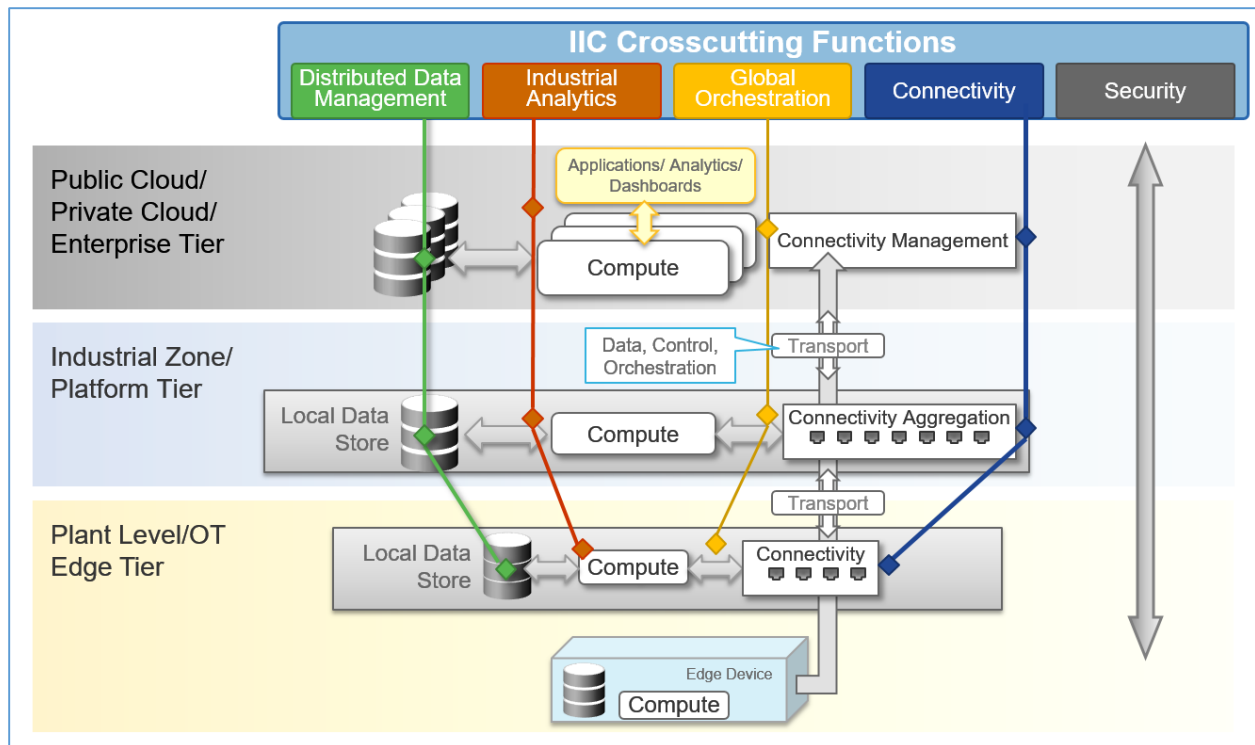 IIC Crosscutting Functions
Distributed Data
Management
Industrial
Analytics
Global
Orchestration
Connectivity
Security
Public Cloud/
Private Cloud/
Enterprise Tier
Applications/ Analytics/
Dashboards
Compute
Connectivity Management
Industrial Zone/
Platform Tier
Data, Control,
Orchestration
Transport
Local Data
Store
Compute
Connectivity Aggregation
Transport
Plant Level/OT
Edge Tier
Local Data
Store
Compute
Connectivity
Edge Device
Compute